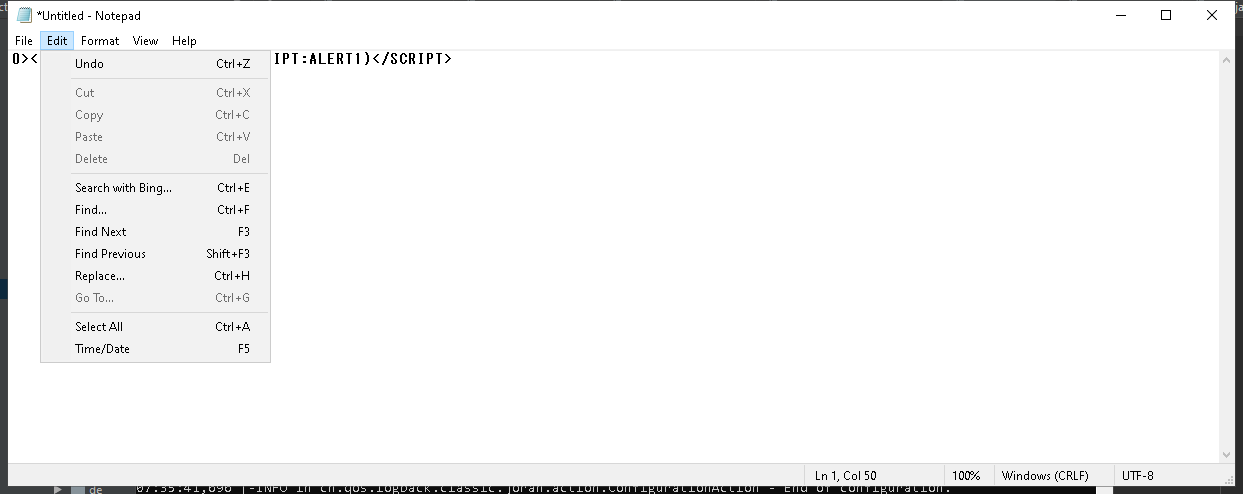 *Untitled - Notepad
File Edit Format View Help
0><
IPT:ALERT1)</SCRIPT>
Undo Ctrl+Z
Cut Ctrl+X
Copy Ctrl+C
Paste Ctrl+V
Delete Del
Search with Bing... Ctrl+E
Find... Ctrl+F
Find Next F3
Find Previous Shift+F3
Replace... Ctrl+H
Go To... Ctrl+G
Select All Ctrl+A
Time/Date F5
Ln 1, Col 50 100% Windows (CRLF) UTF-8
de 07:35:41,696 |-INFO in ch.qos.logback.classic.joran.action.ConfigurationAction - End of configuration.